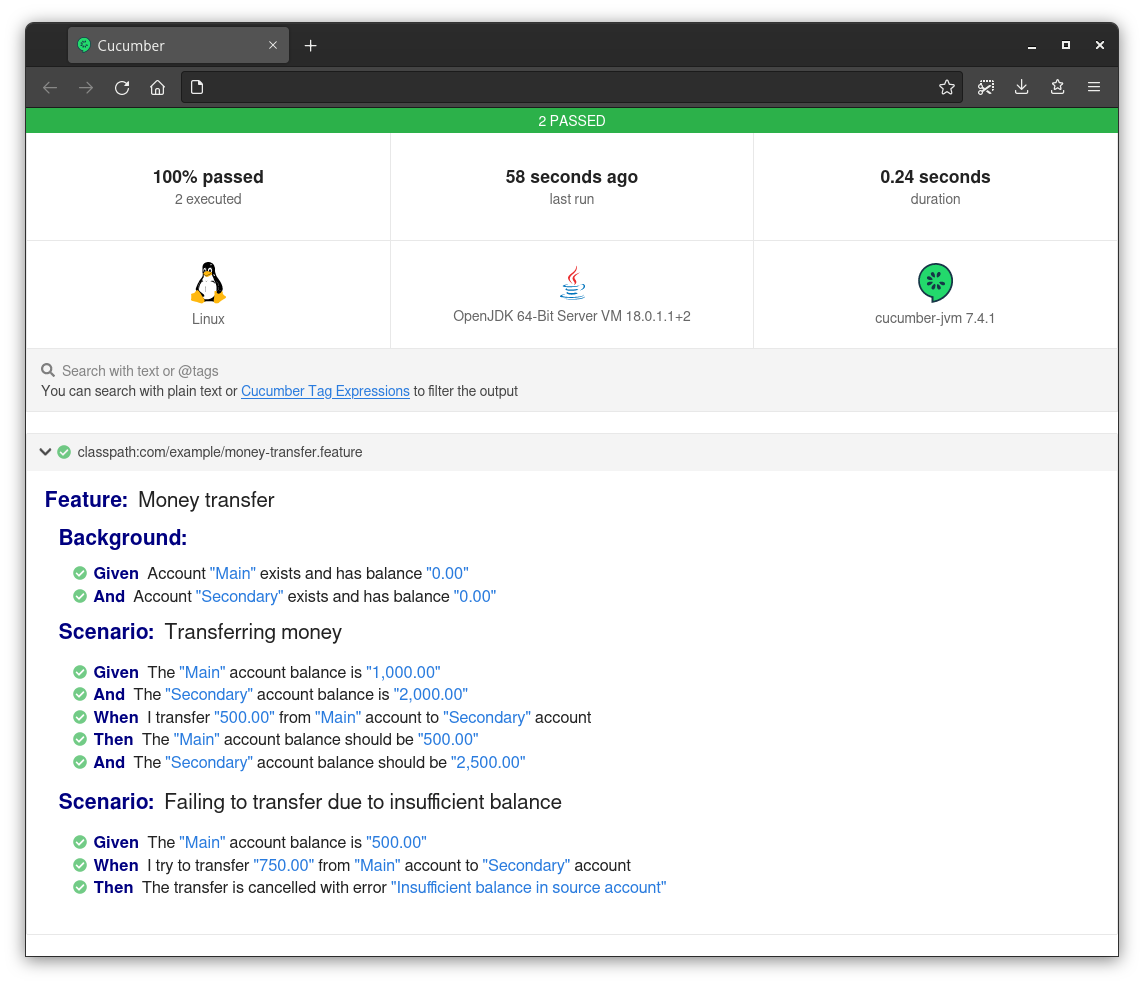 Cucumber
2 PASSED
100% passed
2 executed
58 seconds ago
last run
0.24 seconds
duration
Linux
OpenJDK 64-Bit Server VM 18.0.1.1+2
cucumber-jvm 7.4.1
Search with text or @tags
You can search with plain text or Cucumber Tag Expressions to filter the output
classpath:com/example/money-transfer.feature
Feature: Money transfer
Background:
Given Account "Main" exists and has balance "0.00"
And Account "Secondary" exists and has balance "0.00"
Scenario: Transferring money
Given The "Main" account balance is "1,000.00"
And The "Secondary" account balance is "2,000.00"
When I transfer "500.00" from "Main" account to "Secondary" account
Then The "Main" account balance should be "500.00"
And The "Secondary" account balance should be "2,500.00"
Scenario: Failing to transfer due to insufficient balance
Given The "Main" account balance is "500.00"
When I try to transfer "750.00" from "Main" account to "Secondary" account
Then The transfer is cancelled with error "Insufficient balance in source account"